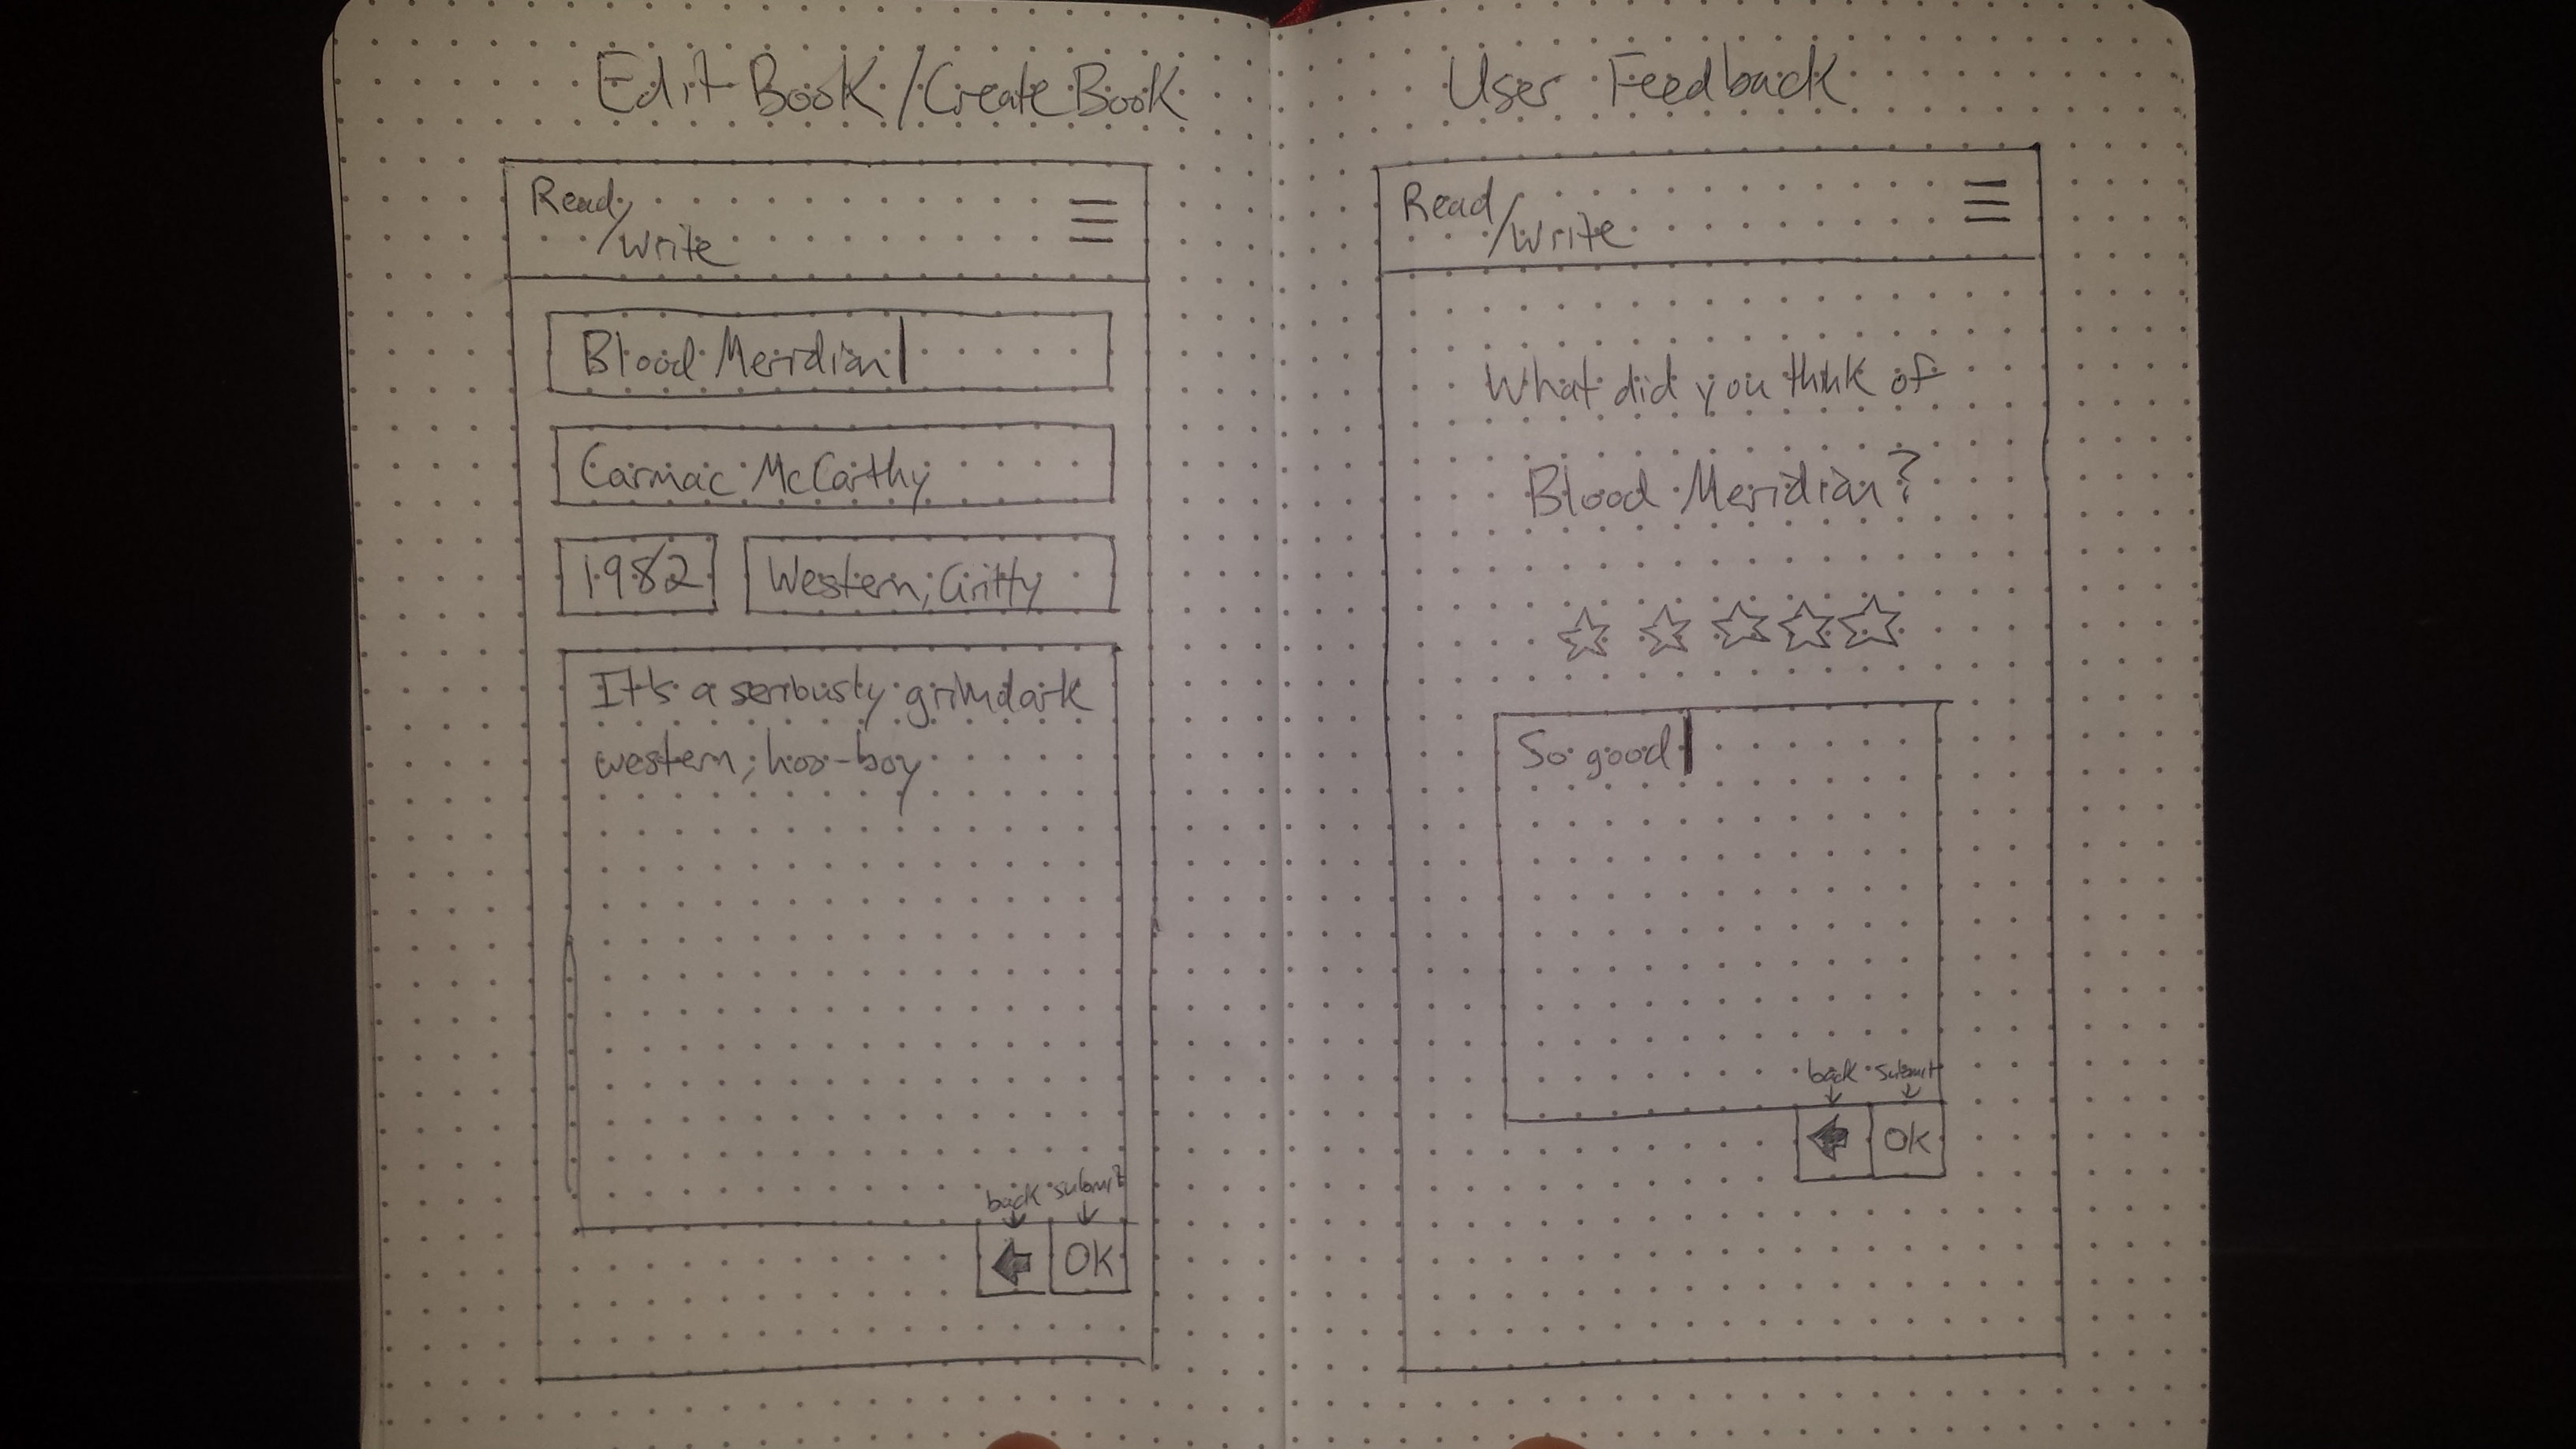 Edit Book/Create Book
Read
/Write
Blood Meridian
Carmac McCarthy
1982
Western, Gritty
It's a seriously grimdark
western, hoo-boy
back submit
OK
User Feedback
Read
/Write
What did you think of
Blood Meridian?
So good
back submit
OK